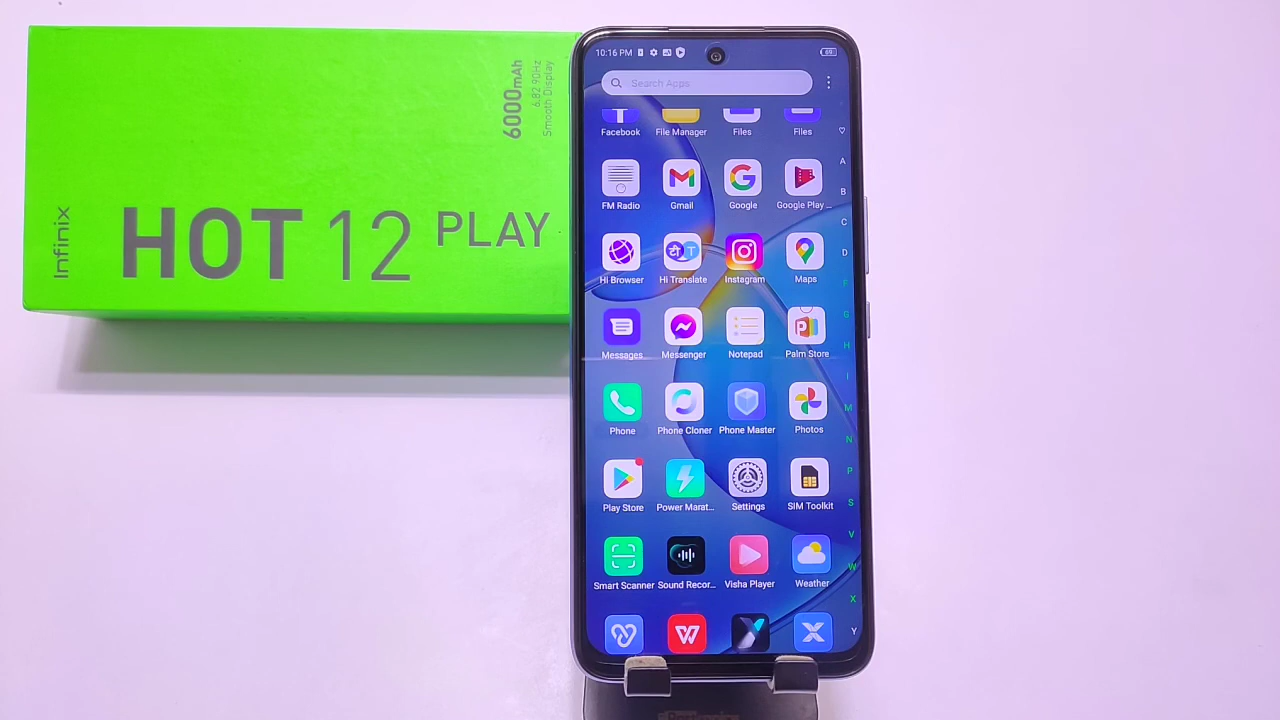 6000mAh
6.82 90Hz
Smooth Display
Infinix
HOT 12 PLAY
10:16 PM
69
Search Apps
Facebook File Manager Files Files
FM Radio Gmail Google Google Play ...
Hi Browser Hi Translate Instagram Maps
Messages Messenger Notepad Palm Store
Phone Phone Cloner Phone Master Photos
Play Store Power Marat... Settings SIM Toolkit
Smart Scanner Sound Recor... Visha Player Weather
A
B
C
D
F
G
H
I
M
N
P
S
V
W
X
Y